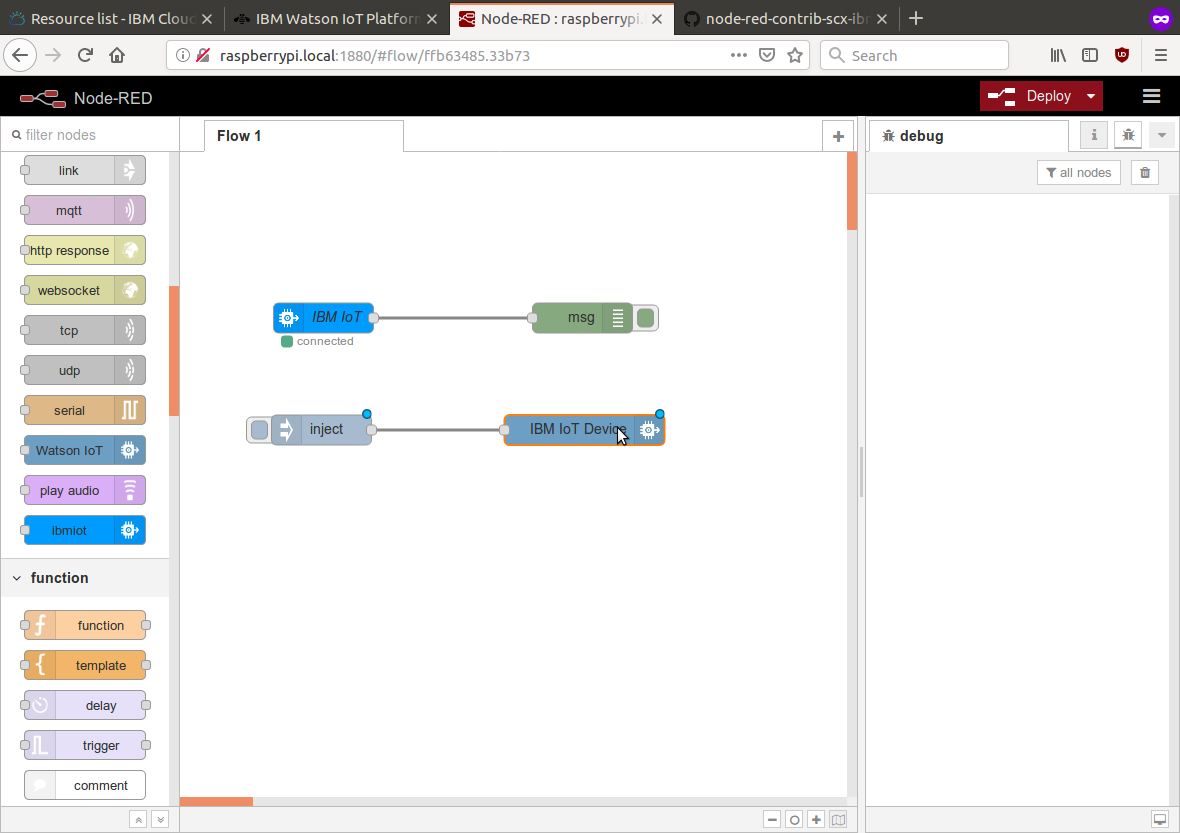 Resource list - IBM Clou
IBM Watson IoT Platform
Node-RED : raspberrypi.
node-red-contrib-scx-ibm
raspberrypi.local:1880/#flow/ffb63485.33b73
Search
Node-RED
Deploy
filter nodes
Flow 1
debug
all nodes
link
mqtt
http response
websocket
tcp
udp
serial
Watson IoT
play audio
ibmiot
function
function
template
delay
trigger
comment
IBM IoT
connected
msg
inject
IBM IoT Device